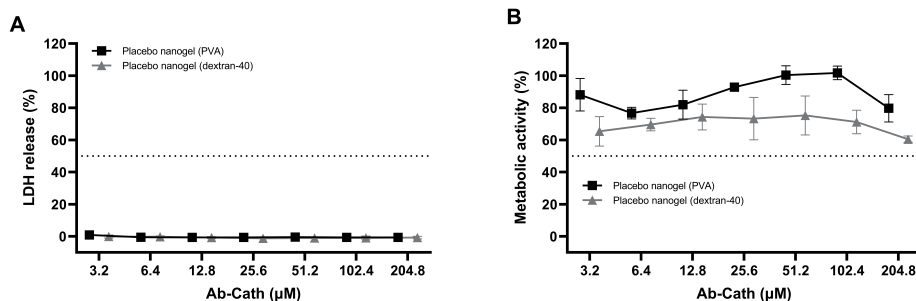 A
LDH release (%)
120
100
80
60
40
20
0
Placebo nanogel (PVA)
Placebo nanogel (dextran-40)
3.2 6.4 12.8 25.6 51.2 102.4 204.8
Ab-Cath (µM)
B
Metabolic activity (%)
120
100
80
60
40
20
0
Placebo nanogel (PVA)
Placebo nanogel (dextran-40)
3.2 6.4 12.8 25.6 51.2 102.4 204.8
Ab-Cath (µM)